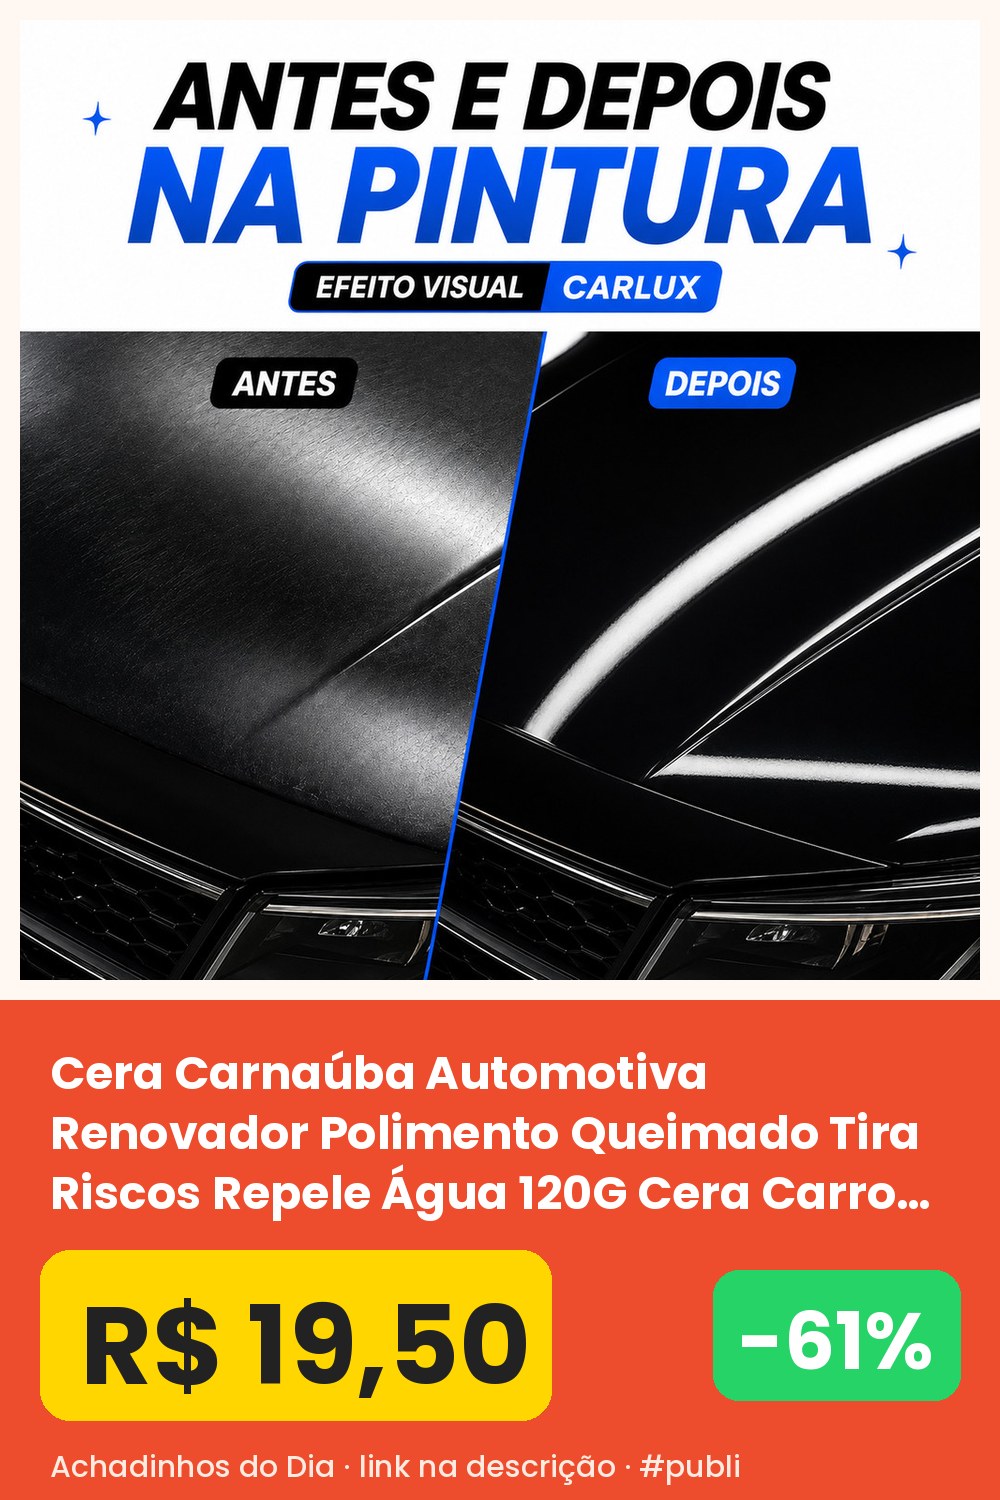 ANTES E DEPOIS
NA PINTURA
EFEITO VISUAL CARLUX
ANTES
DEPOIS
Cera Carnaúba Automotiva
Renovador Polimento Queimado Tira
Riscos Repele Água 120G Cera Carro...
R$ 19,50
-61%
Achadinhos do Dia · link na descrição · #publi